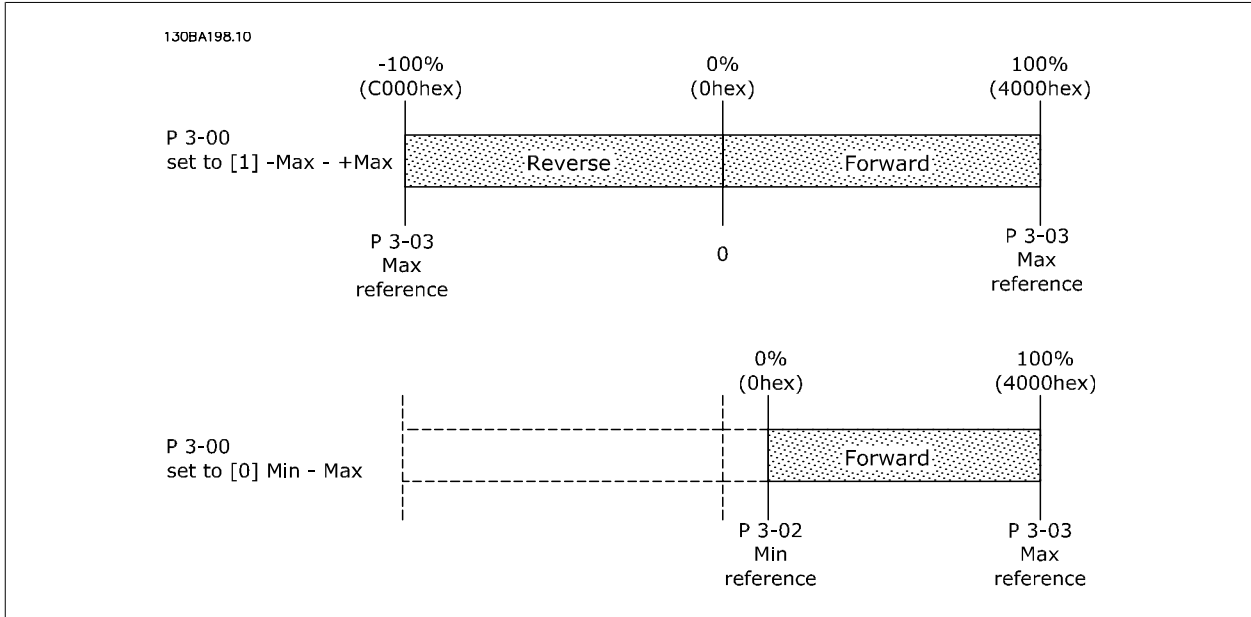 130BA198.10
-100% 0% 100%
(C000hex) (0hex) (4000hex)
P 3-00
set to [1] -Max - +Max
Reverse Forward
P 3-03
Max
reference
0
P 3-03
Max
reference
0% 100%
(0hex) (4000hex)
P 3-00
set to [0] Min - Max
Forward
P 3-02
Min
reference
P 3-03
Max
reference